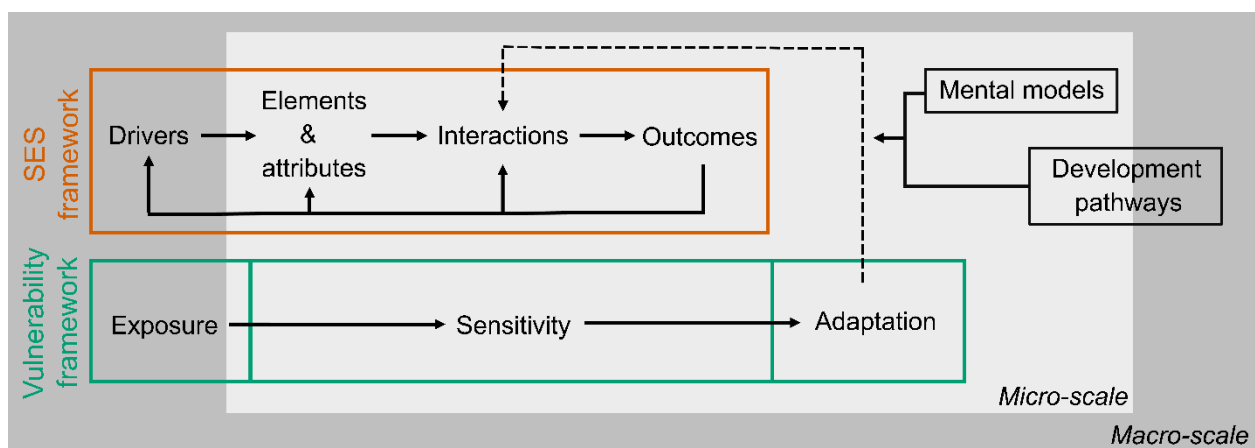 SES
framework
Drivers
Elements
&
attributes
Interactions
Outcomes
Mental models
Development
pathways
Vulnerability
framework
Exposure
Sensitivity
Adaptation
Micro-scale
Macro-scale